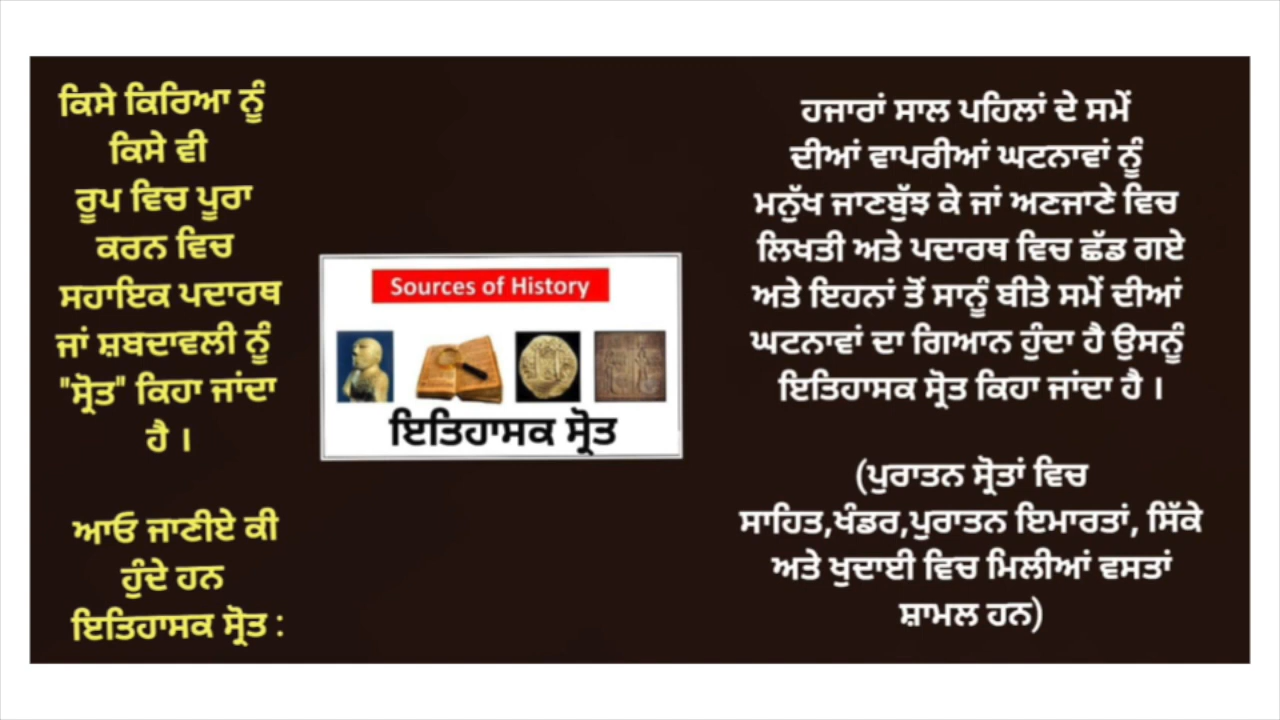 ਕਿਸੇ ਕਿਰਿਆ ਨੂੰ
ਕਿਸੇ ਵੀ
ਰੂਪ ਵਿਚ ਪੂਰਾ
ਕਰਨ ਵਿਚ
ਸਹਾਇਕ ਪਦਾਰਥ
ਜਾਂ ਸ਼ਬਦਾਵਲੀ ਨੂੰ
"ਸ੍ਰੋਤ" ਕਿਹਾ ਜਾਂਦਾ
ਹੈ ।
ਆਓ ਜਾਣੀਏ ਕੀ
ਹੁੰਦੇ ਹਨ
ਇਤਿਹਾਸਕ ਸ੍ਰੋਤ :
Sources of History
ਇਤਿਹਾਸਕ ਸ੍ਰੋਤ
ਹਜਾਰਾਂ ਸਾਲ ਪਹਿਲਾਂ ਦੇ ਸਮੇਂ
ਦੀਆਂ ਵਾਪਰੀਆਂ ਘਟਨਾਵਾਂ ਨੂੰ
ਮਨੁੱਖ ਜਾਣਬੁੱਝ ਕੇ ਜਾਂ ਅਣਜਾਣੇ ਵਿਚ
ਲਿਖਤੀ ਅਤੇ ਪਦਾਰਥ ਵਿਚ ਛੱਡ ਗਏ
ਅਤੇ ਇਹਨਾਂ ਤੋਂ ਸਾਨੂੰ ਬੀਤੇ ਸਮੇਂ ਦੀਆਂ
ਘਟਨਾਵਾਂ ਦਾ ਗਿਆਨ ਹੁੰਦਾ ਹੈ ਉਸਨੂੰ
ਇਤਿਹਾਸਕ ਸ੍ਰੋਤ ਕਿਹਾ ਜਾਂਦਾ ਹੈ ।
(ਪੁਰਾਤਨ ਸ੍ਰੋਤਾਂ ਵਿਚ
ਸਾਹਿਤ,ਖੰਡਰ,ਪੁਰਾਤਨ ਇਮਾਰਤਾਂ, ਸਿੱਕੇ
ਅਤੇ ਖੁਦਾਈ ਵਿਚ ਮਿਲੀਆਂ ਵਸਤਾਂ
ਸ਼ਾਮਲ ਹਨ)